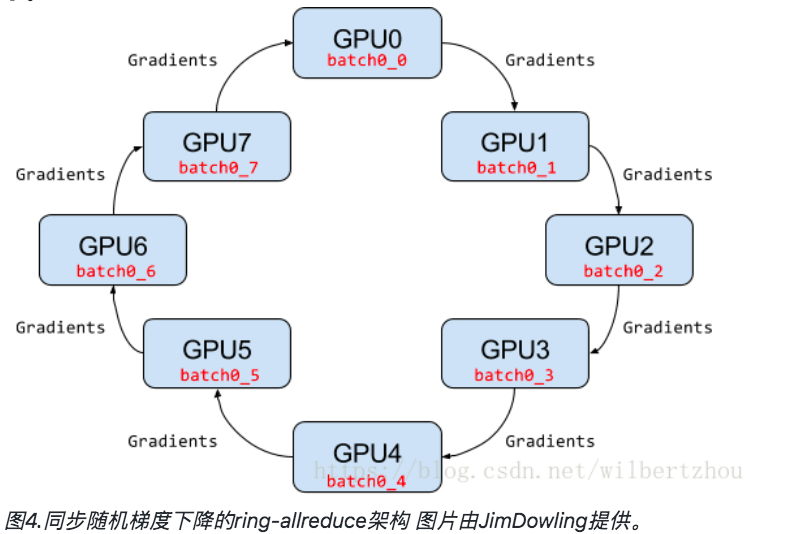 GPU0
batch0_0
Gradients
Gradients
GPU7
batch0_7
GPU1
batch0_1
Gradients
Gradients
GPU6
batch0_6
GPU2
batch0_2
Gradients
Gradients
GPU5
batch0_5
GPU3
batch0_3
Gradients
Gradients
GPU4
batch0_4
https://blog.csdn.net/wilbertzhou
图4.同步随机梯度下降的ring-allreduce架构 图片由JimDowling提供。